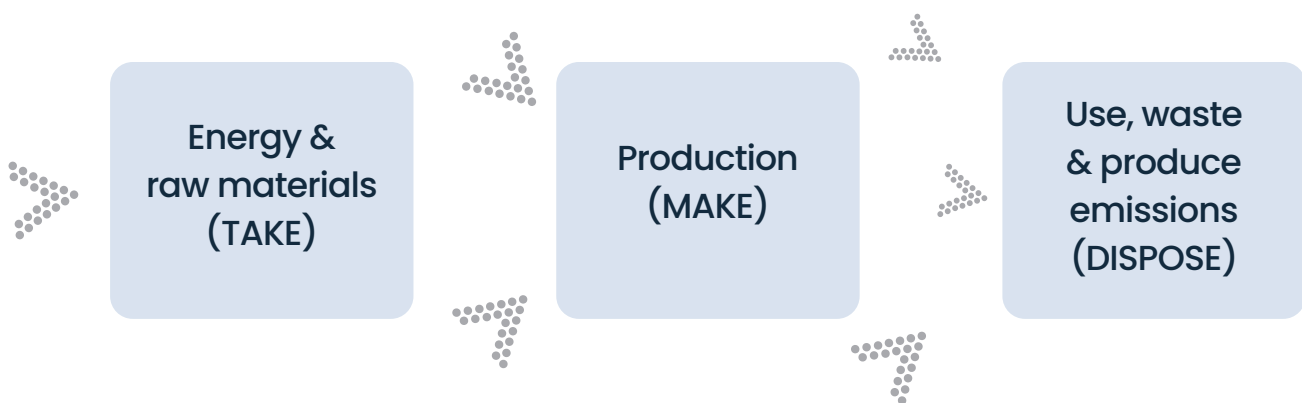 Energy &
raw materials
(TAKE)
Production
(MAKE)
Use, waste
& produce
emissions
(DISPOSE)